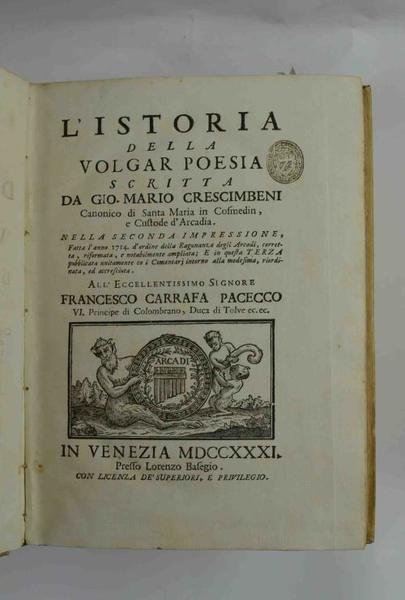 L'ISTORIA
DELLA
VOLGAR POESIA
SCRITTA
DA GIO. MARIO CRESCIMBENI
Canonico di Santa Maria in Cosmedin,
e Custode d'Arcadia.
NELLA SECONDA IMPRESSIONE,
Fatta l'anno 1714. d'ordine della Ragunanza degli Arcadi, corret-
ta, riformata, e notabilmente ampliata; E in questa TERZA
pubblicata unitamente co i Comentarj intorno alla medesima, riordi-
nata, ed accresciuta.
ALL' ECCELLENTISSIMO SIGNORE
FRANCESCO CARRAFA PACECCO
VI. Principe di Colombrano, Duca di Tolve ec. ec.
ARCADI
IN VENEZIA MDCCXXXI.
Presso Lorenzo Basegio.
CON LICENZA DE' SUPERIORI, E PRIVILEGIO.